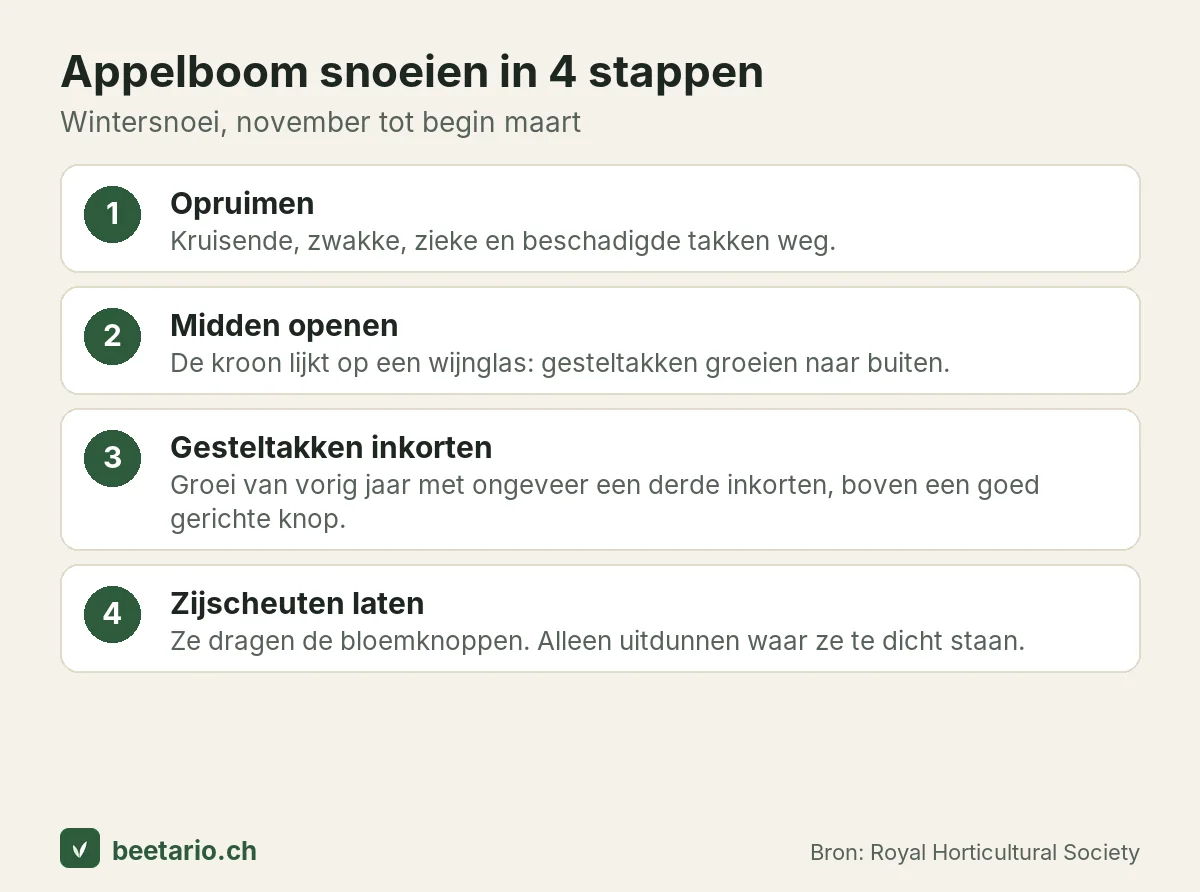 Appelboom snoeien in 4 stappen
Wintersnoei, november tot begin maart
1
Opruimen
Kruisende, zwakke, zieke en beschadigde takken weg.
2
Midden openen
De kroon lijkt op een wijnglas: gesteltakken groeien naar buiten.
3
Gesteltakken inkorten
Groei van vorig jaar met ongeveer een derde inkorten, boven een goed
gerichte knop.
4
Zijscheuten laten
Ze dragen de bloemknoppen. Alleen uitdunnen waar ze te dicht staan.
beetario.ch
Bron: Royal Horticultural Society